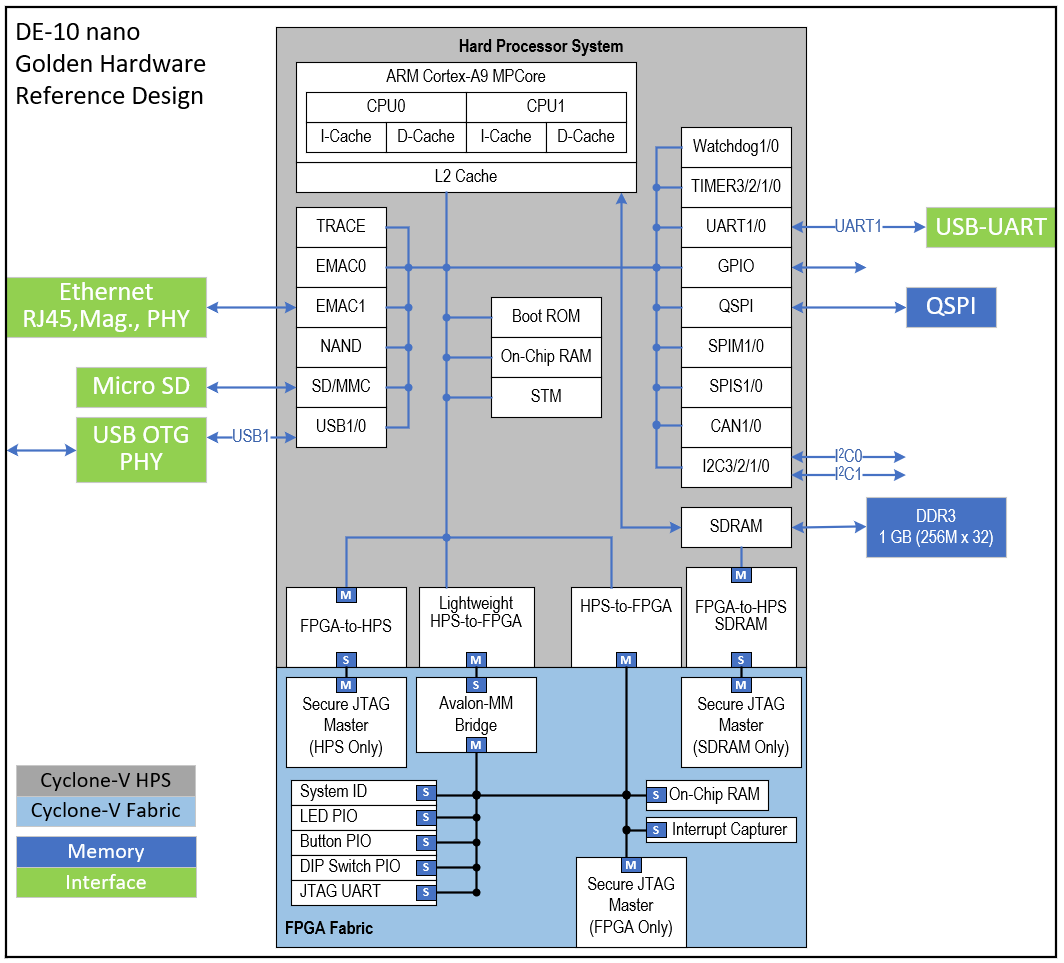 DE-10 nano
Golden Hardware
Reference Design
Hard Processor System
ARM Cortex-A9 MPCore
CPU0
CPU1
I-Cache
D-Cache
I-Cache
D-Cache
L2 Cache
TRACE
EMAC0
EMAC1
NAND
SD/MMC
USB1/0
Boot ROM
On-Chip RAM
STM
Watchdog1/0
TIMER3/2/1/0
UART1/0
GPIO
QSPI
SPIM1/0
SPIS1/0
CAN1/0
I2C3/2/1/0
SDRAM
Ethernet
RJ45,Mag., PHY
Micro SD
USB OTG
PHY
USB1
UART1
USB-UART
QSPI
I²C0
I²C1
DDR3
1 GB (256M x 32)
M
FPGA-to-HPS
S
Lightweight
HPS-to-FPGA
M
HPS-to-FPGA
M
M
FPGA-to-HPS
SDRAM
S
M
Secure JTAG
Master
(HPS Only)
S
Avalon-MM
Bridge
M
M
Secure JTAG
Master
(SDRAM Only)
System ID S
LED PIO S
Button PIO S
DIP Switch PIO S
JTAG UART S
S On-Chip RAM
S Interrupt Capturer
M
Secure JTAG
Master
(FPGA Only)
FPGA Fabric
Cyclone-V HPS
Cyclone-V Fabric
Memory
Interface